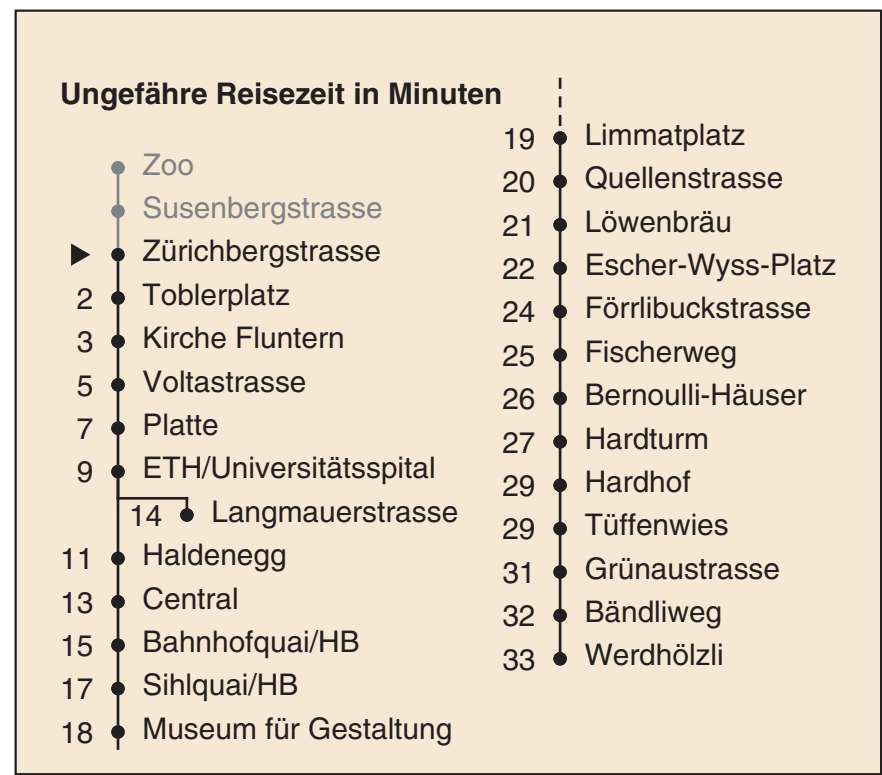 Ungefähre Reisezeit in Minuten
Zoo
Susenbergstrasse
Zürichbergstrasse
2 Toblerplatz
3 Kirche Fluntern
5 Voltastrasse
7 Platte
9 ETH/Universitätsspital
14 Langmauerstrasse
11 Haldenegg
13 Central
15 Bahnhofquai/HB
17 Sihlquai/HB
18 Museum für Gestaltung
19 Limmatplatz
20 Quellenstrasse
21 Löwenbräu
22 Escher-Wyss-Platz
24 Förrlibuckstrasse
25 Fischerweg
26 Bernoulli-Häuser
27 Hardturm
29 Hardhof
29 Tüffenwies
31 Grünaustrasse
32 Bändliweg
33 Werdhölzli